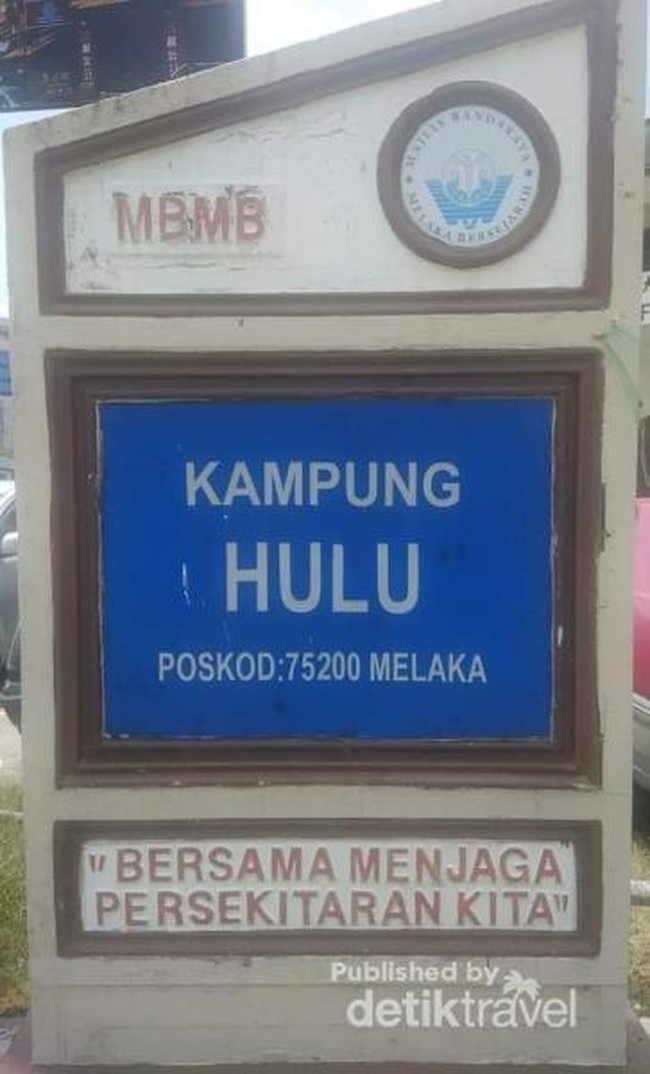 MBMB
MAJLIS BANDARAYA
MELAKA BERSEJARAH
KAMPUNG
HULU
POSKOD:75200 MELAKA
"BERSAMA MENJAGA
PERSEKITARAN KITA"
Published by
detiktravel